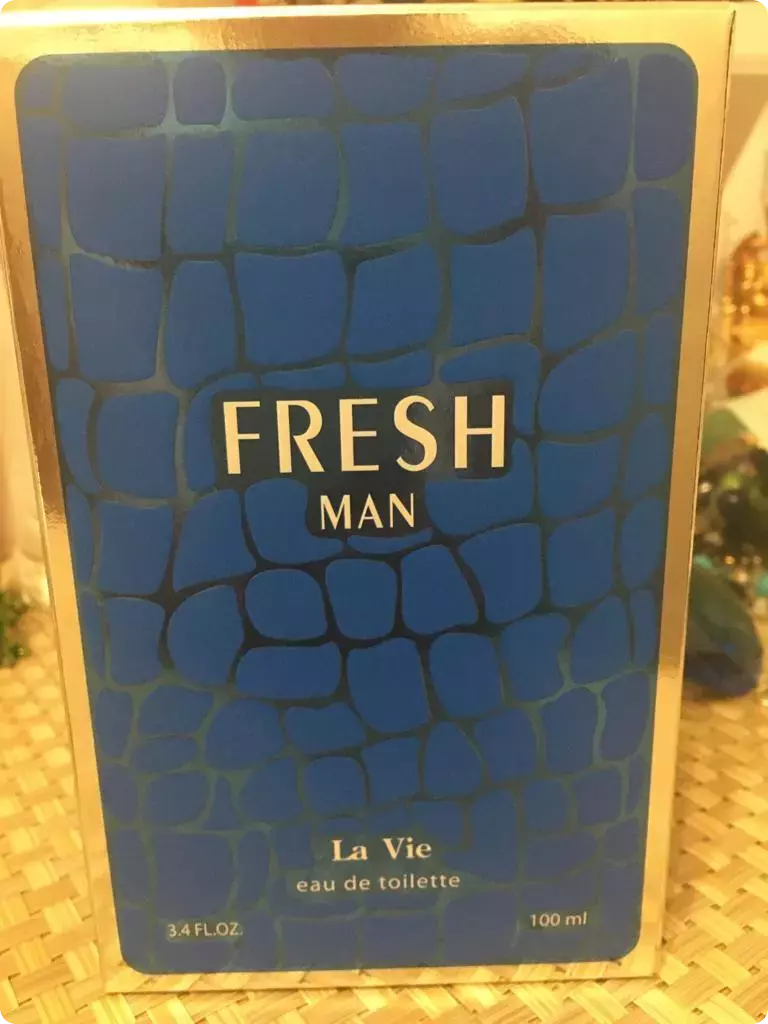 FRESH
MAN
La Vie
eau de toilette
3.4 FL.OZ. 100 ml